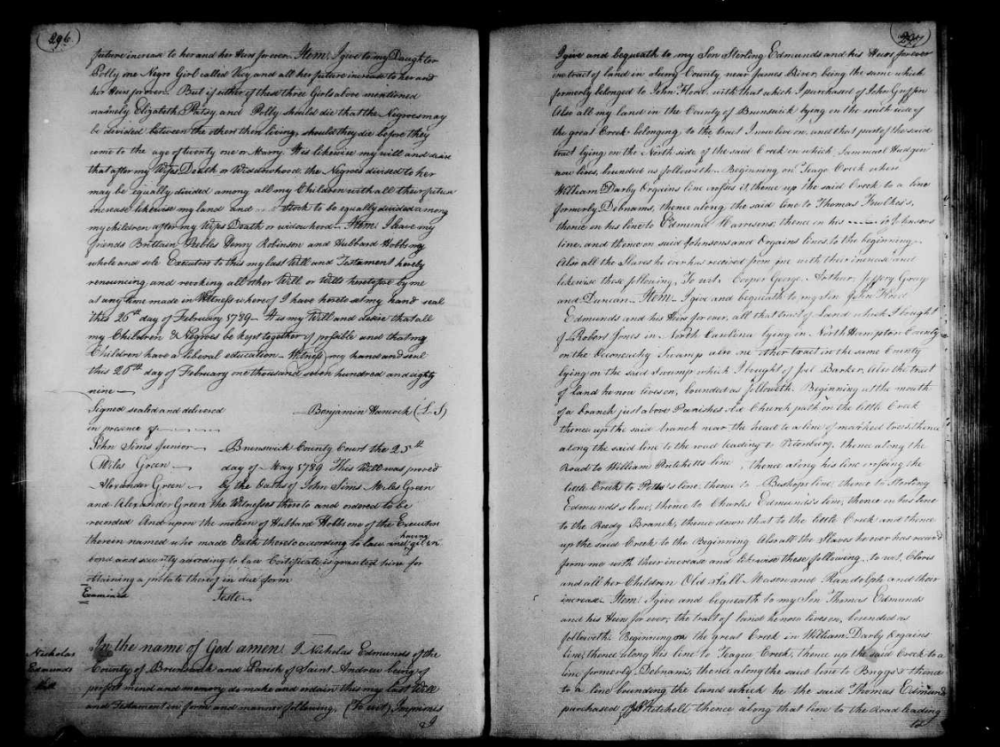 296
future increase to her and her Heirs forever. Item I give to my Daughter
Polly one Negro Girl called Vicy and all her future increase to her and
her Heirs forever. But if either of these three Girls above mentioned
namely Elizabeth Patsy and Polly should die that the Negroes may
be divided between the others then living, should they die before they
come to the age of twenty one or Marry. It is likewise my will and desire
that after my Wifes Death or Widdowhood the Negroes devised to her
may be equally divided among all my Children with all their future
increase likewise my land and Stock to be equally divided among
my children after my Wifes Death or widowhood. Item I leave my
friends Brittain Peebles Henry Robinson and Hubbard Hobbs my
whole and sole Executors to this my last Will and Testament hereby
renouncing and revoking all other Will or Wills heretofore by me
at any time made in Witness whereof I have hereto set my hand seal
this 26th day of February 1789 It is my Will and desire that all
my Children & Negroes be kept together if possible and that my
Children have a liberal education Witness my hand and seal
this 26th day of February one thousand seven hundred and eighty
nine
Signed sealed and delivered Benjamin Hancock (L.S)
in presence of
John Sims Junior Brunswick County Court the 25th
Miles Green day of May 1789 This Will was proved
Alexander Green by the Oaths of John Sims Miles Green
and Alexander Green the Witnesses thereto and ordered to be
recorded And upon the motion of Hubbard Hobbs one of the Executors
therein named who made Oath thereto according to law and having given
bond and security according to law Certificate is granted him for
obtaining a probate thereof in due form
Examined Teste
Nicholas
Edmunds
Will
In the name of God amen. I Nicholas Edmunds of the
County of Brunswick and Parish of Saint Andrew being of
perfect mind and memory do make and ordain this my last Will
and Testament in form and manner following, (To wit) Imprimis
I
297
I give and bequeath to my Son Sterling Edmunds and his Heirs forever
one tract of land in Surry County near James River, being the same which
formerly belonged to John Flood, with that which I purchased of John Griffin
Also all my land in the County of Brunswick lying on the south side of
the great Creek belonging to the tract I now live on, and that part of the said
tract lying on the North side of the said Creek on which Sammuel Hudgen
now lives, bounded as followeth. Beginning on Teague Creek where
William Darby Orgains line crosses it thence up the said Creek to a line
formerly Debnams, thence along the said line to Thomas Fowlkes's,
thence on his line to Edmund Harrisons, thence on his to Johnsons
line, and thence on said Johnsons and Orgains lines, to the beginning.
Also all the Slaves he ever has received from me with their increase and
likewise these following, To wit, Cooper George, Arthur, Jeffery Gray
and Duncan. Item I give and bequeath to my Son John Flood
Edmunds and his Heirs for ever, all that tract of Land which I bought
of Robert Jones in North Carolina lying in North Hampton County
on the Occoneachy Swamp also one other tract in the same County
lying on the said Swamp which I bought of Joel Barker, Also the tract
of land he now lives on, bounded as followeth. Beginning at the mouth
of a branch just above Parishes Church path on the little Creek
thence up the said branch near the head to a line of marked trees, thence
along the said line to the road leading to Petersburg, thence along the
Road to William line, thence along his line crossing the
little Creek to Potts's line, thence to Bishops line, thence to Sterling
Edmunds's line, thence to Charles Edmunds's line, thence on his line
to the Reedy Branch, thence down that to the little Creek and thence
up the said Creek to the Beginning Also all the Slaves he ever has received
from me with their increase and likewise these following, to wit, Cloris
and all her Children Old Hall Mason and Randolph and their
increase. Item I give and bequeath to my Son Thomas Edmunds
and his Heirs for ever, the tract of land he now lives on, bounded as
followeth. Beginning on the great Creek in William Darby Orgains
line, thence along his line to Teague Creek, thence up the said Creek to a
line formerly Debnams, thence along the said line to Briggs's thence
to a line bounding the land which he the said Thomas Edmunds
purchased of thence along that line to the Road leading
to